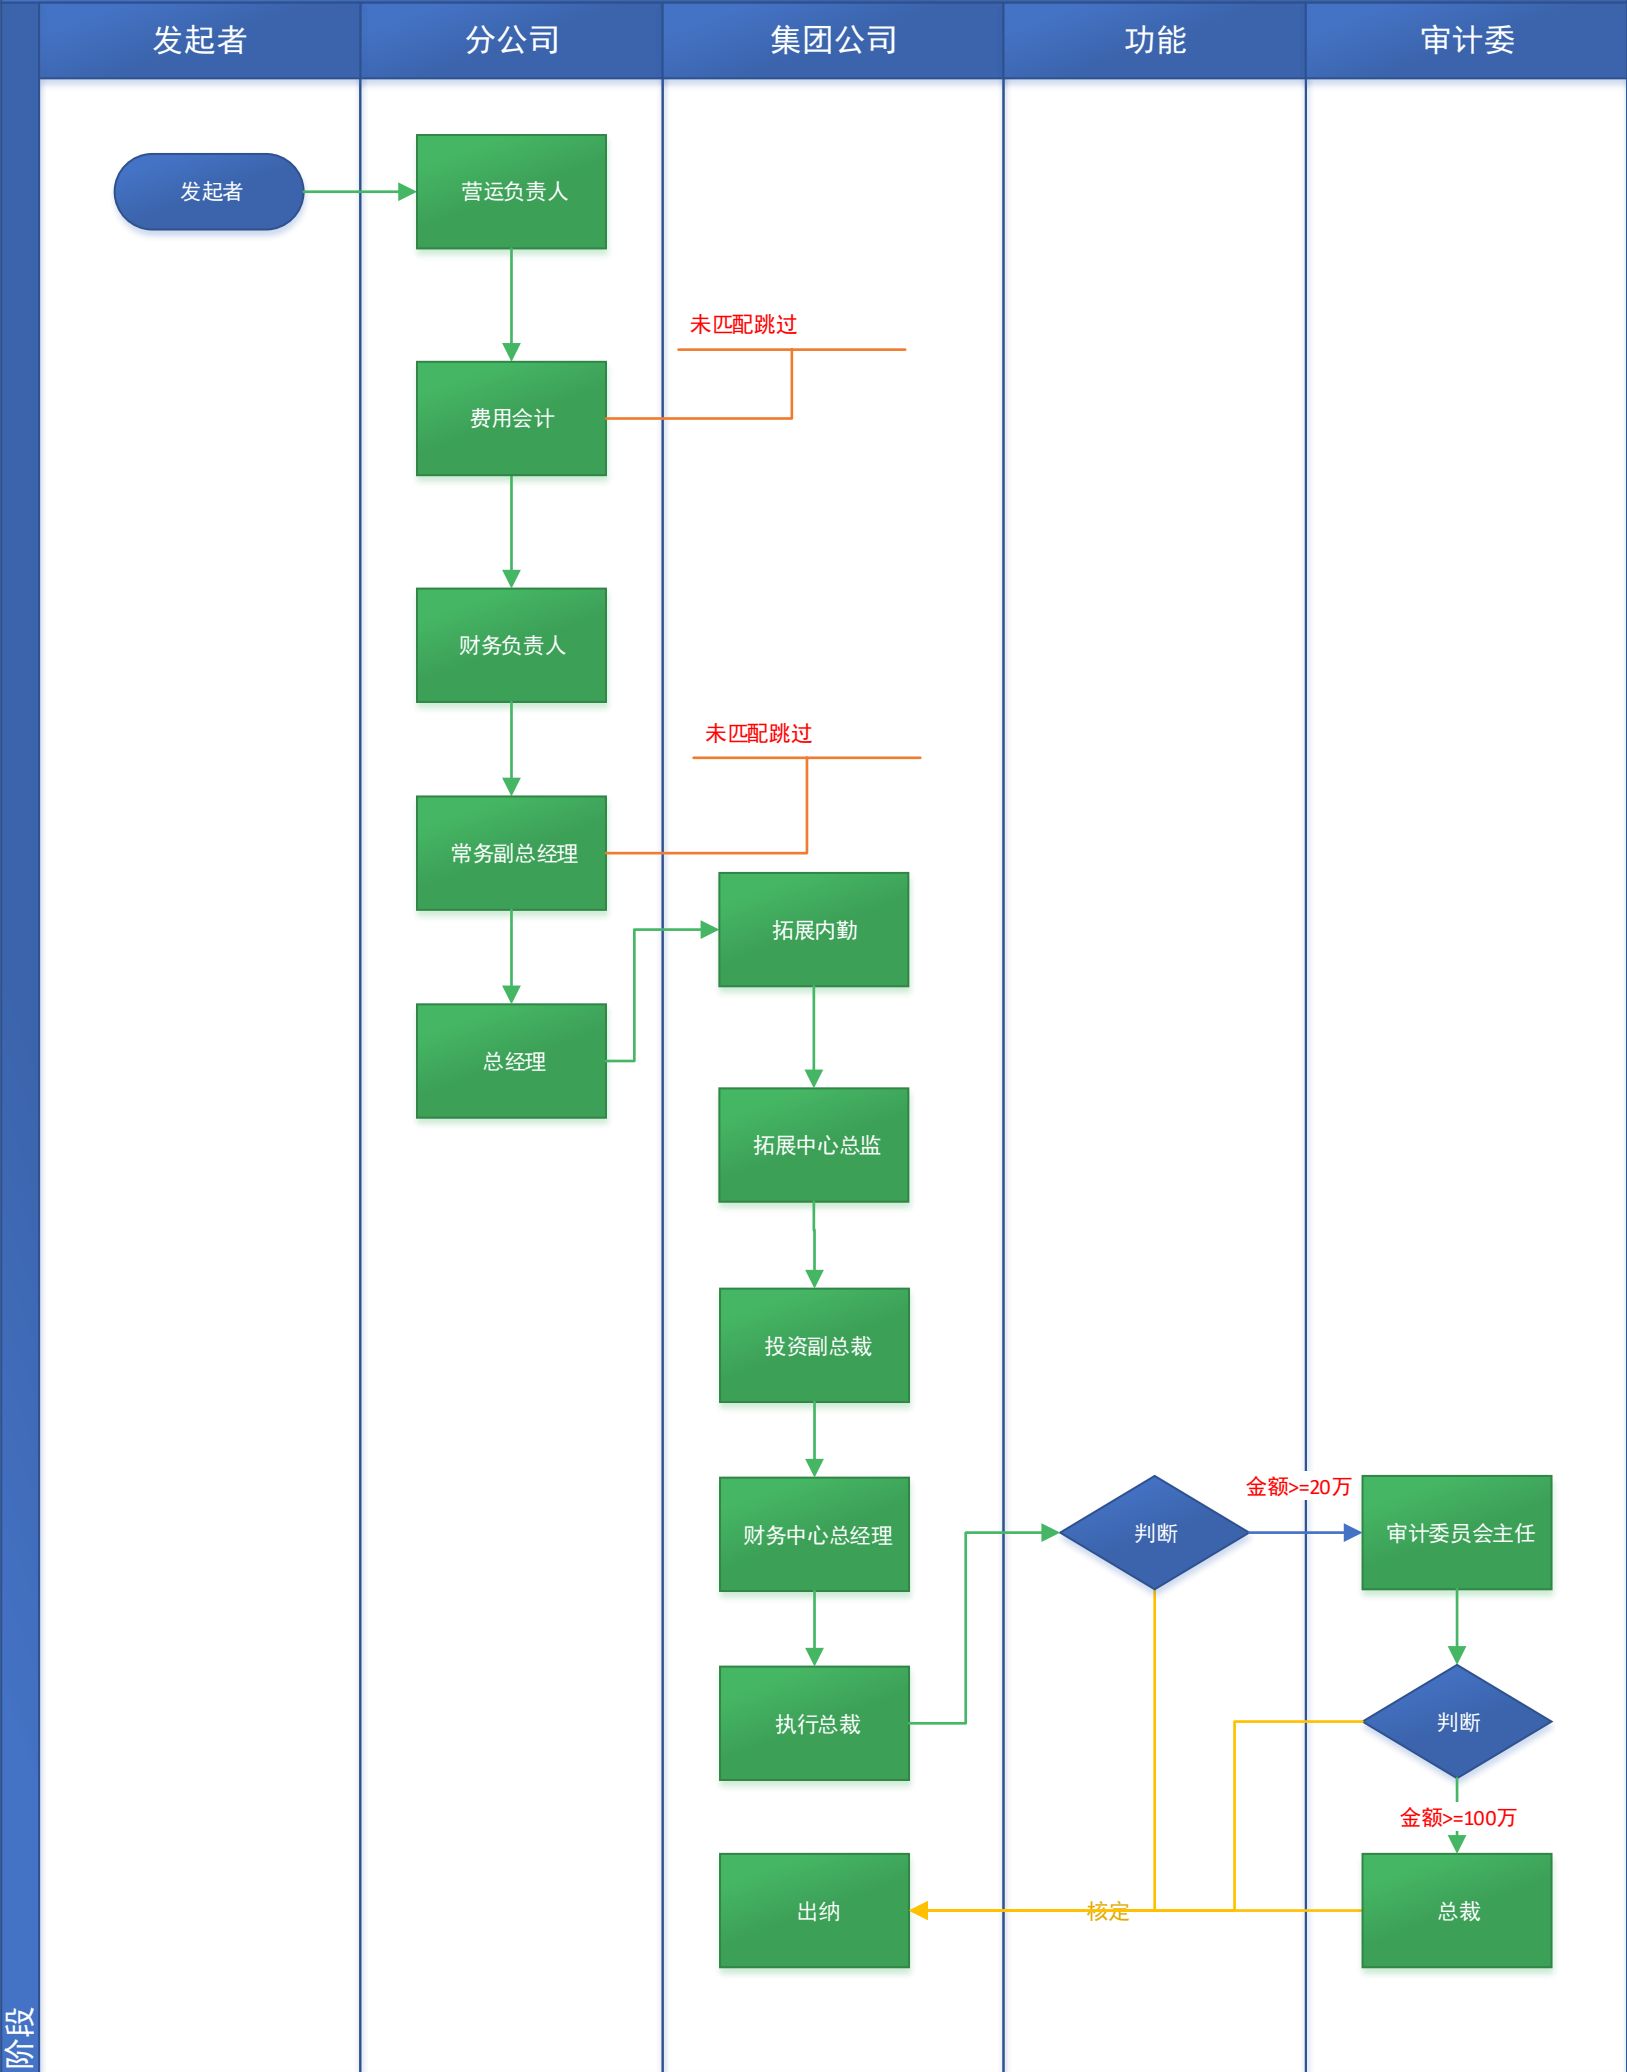 发起者
分公司
集团公司
功能
审计委
发起者
营运负责人
未匹配跳过
费用会计
财务负责人
未匹配跳过
常务副总经理
拓展内勤
总经理
拓展中心总监
投资副总裁
金额>=20万
财务中心总经理
判断
审计委员会主任
执行总裁
判断
金额>=100万
出纳
核定
总裁
阶段